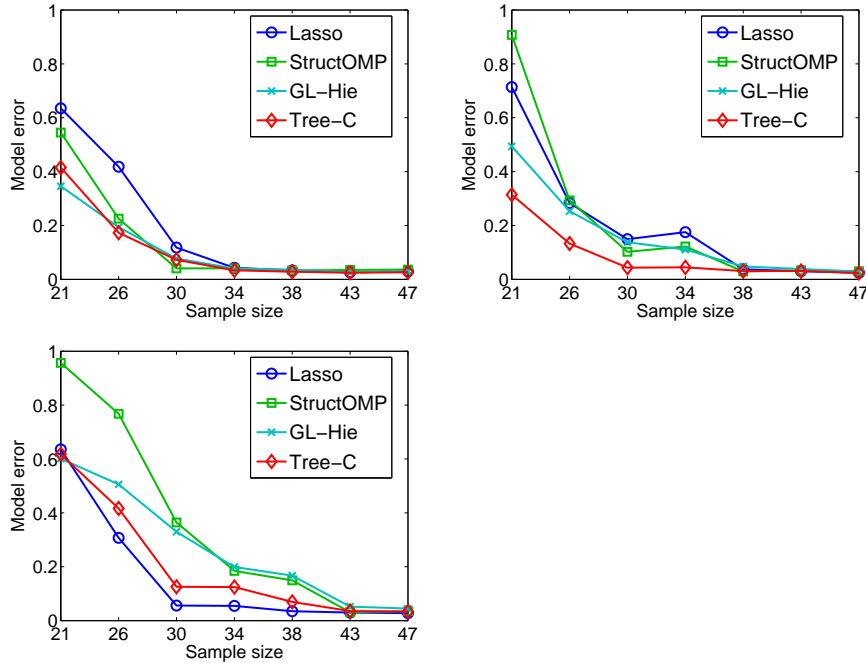 1
0.8
0.6
0.4
0.2
0
Model error
21 26 30 34 38 43 47
Sample size
Lasso
StructOMP
GL-Hie
Tree-C
1
0.8
0.6
0.4
0.2
0
Model error
21 26 30 34 38 43 47
Sample size
Lasso
StructOMP
GL-Hie
Tree-C
1
0.8
0.6
0.4
0.2
0
Model error
21 26 30 34 38 43 47
Sample size
Lasso
StructOMP
GL-Hie
Tree-C